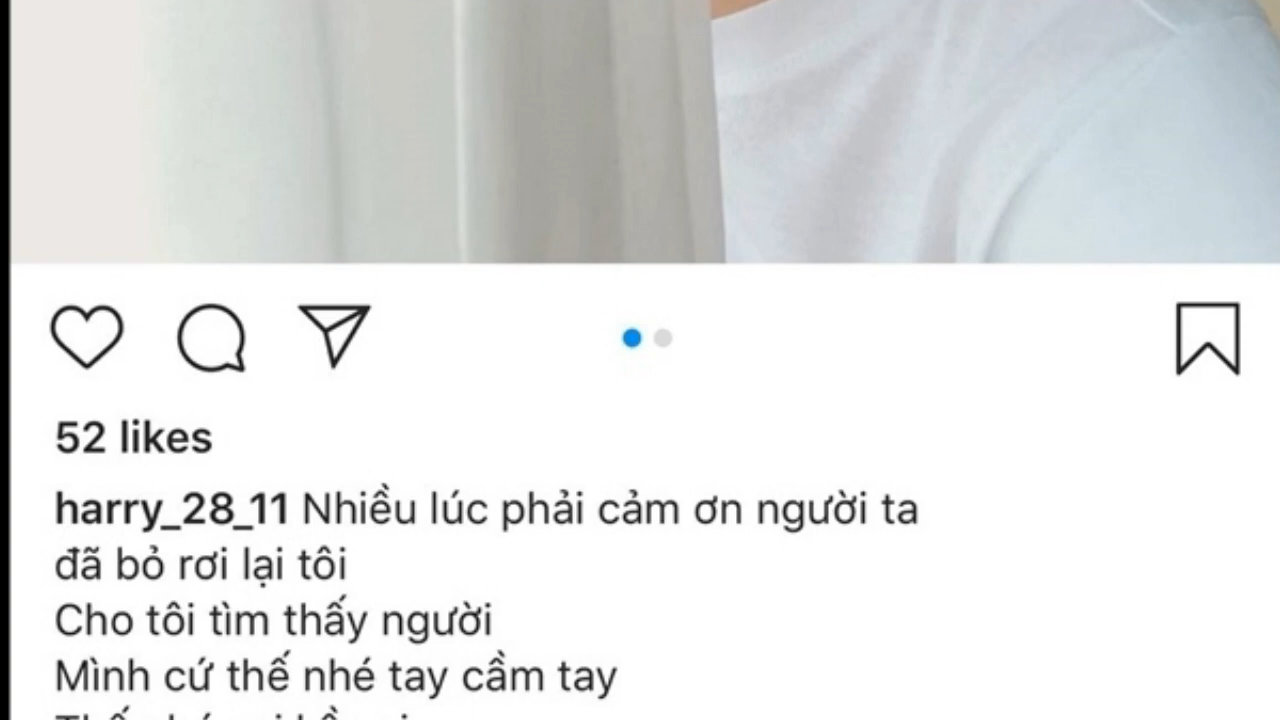 52 likes
harry_28_11 Nhiều lúc phải cảm ơn người ta
đã bỏ rơi lại tôi
Cho tôi tìm thấy người
Mình cứ thế nhé tay cầm tay